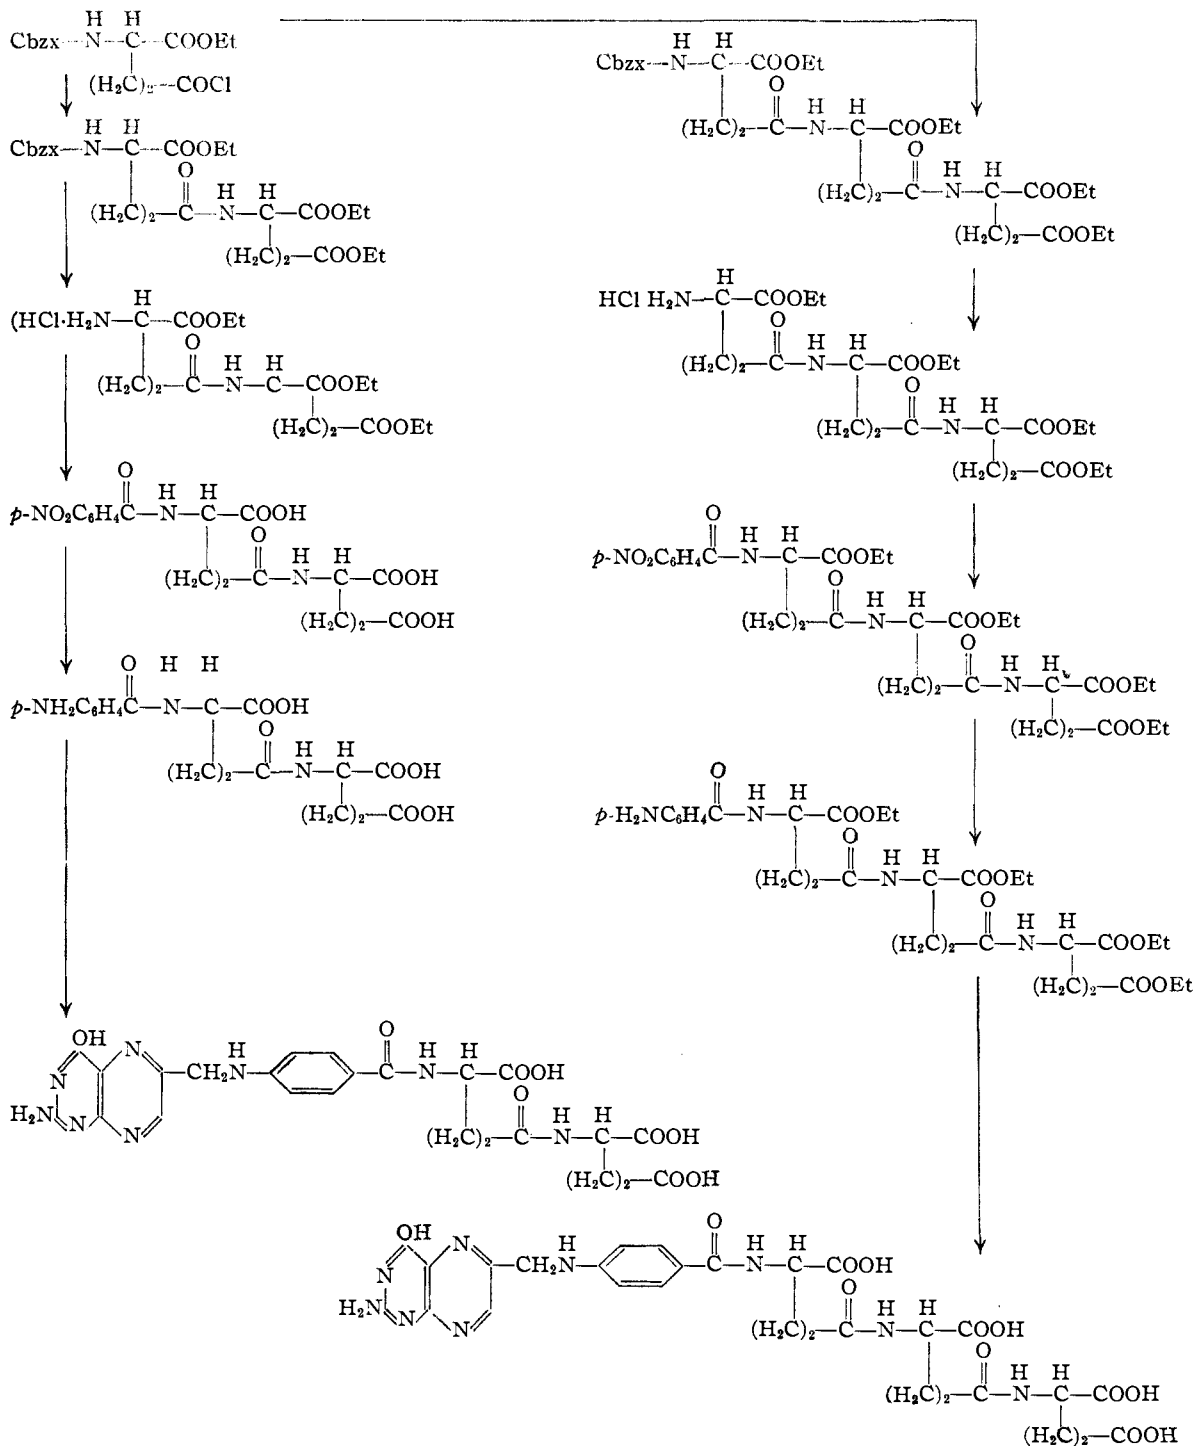 H H
Cbzx—N—C—COOEt
(H₂C)₂—COCl
H H
Cbzx—N—C—COOEt
O
H H
(H₂C)₂—C—N—C—COOEt
(H₂C)₂—COOEt
H
(HCl·H₂N—C—COOEt
O
H H
(H₂C)₂—C—N—C—COOEt
(H₂C)₂—COOEt
O
H H
p-NO₂C₆H₄C—N—C—COOH
O
H H
(H₂C)₂—C—N—C—COOH
(H₂C)₂—COOH
O H H
p-NH₂C₆H₄C—N—C—COOH
O
H H
(H₂C)₂—C—N—C—COOH
(H₂C)₂—COOH
OH N
H
O
H H
N
CH₂N
C—N—C—COOH
H₂N N N
O
H H
(H₂C)₂—C—N—C—COOH
(H₂C)₂—COOH
H H
Cbzx—N—C—COOEt
O
H H
(H₂C)₂—C—N—C—COOEt
O
H H
(H₂C)₂—C—N—C—COOEt
(H₂C)₂—COOEt
H
HCl H₂N—C—COOEt
O
H H
(H₂C)₂—C—N—C—COOEt
O
H H
(H₂C)₂—C—N—C—COOEt
(H₂C)₂—COOEt
O
H H
p-NO₂C₆H₄C—N—C—COOEt
O
H H
(H₂C)₂—C—N—C—COOEt
O
H H
(H₂C)₂—C—N—C—COOEt
(H₂C)₂—COOEt
O
H H
p-H₂NC₆H₄C—N—C—COOEt
O
H H
(H₂C)₂—C—N—C—COOEt
O
H H
(H₂C)₂—C—N—C—COOEt
(H₂C)₂—COOEt
OH N
H
O
H H
N
CH₂N
C—N—C—COOH
H₂N N N
O
H H
(H₂C)₂—C—N—C—COOH
O
H H
(H₂C)₂—C—N—C—COOH
(H₂C)₂—COOH